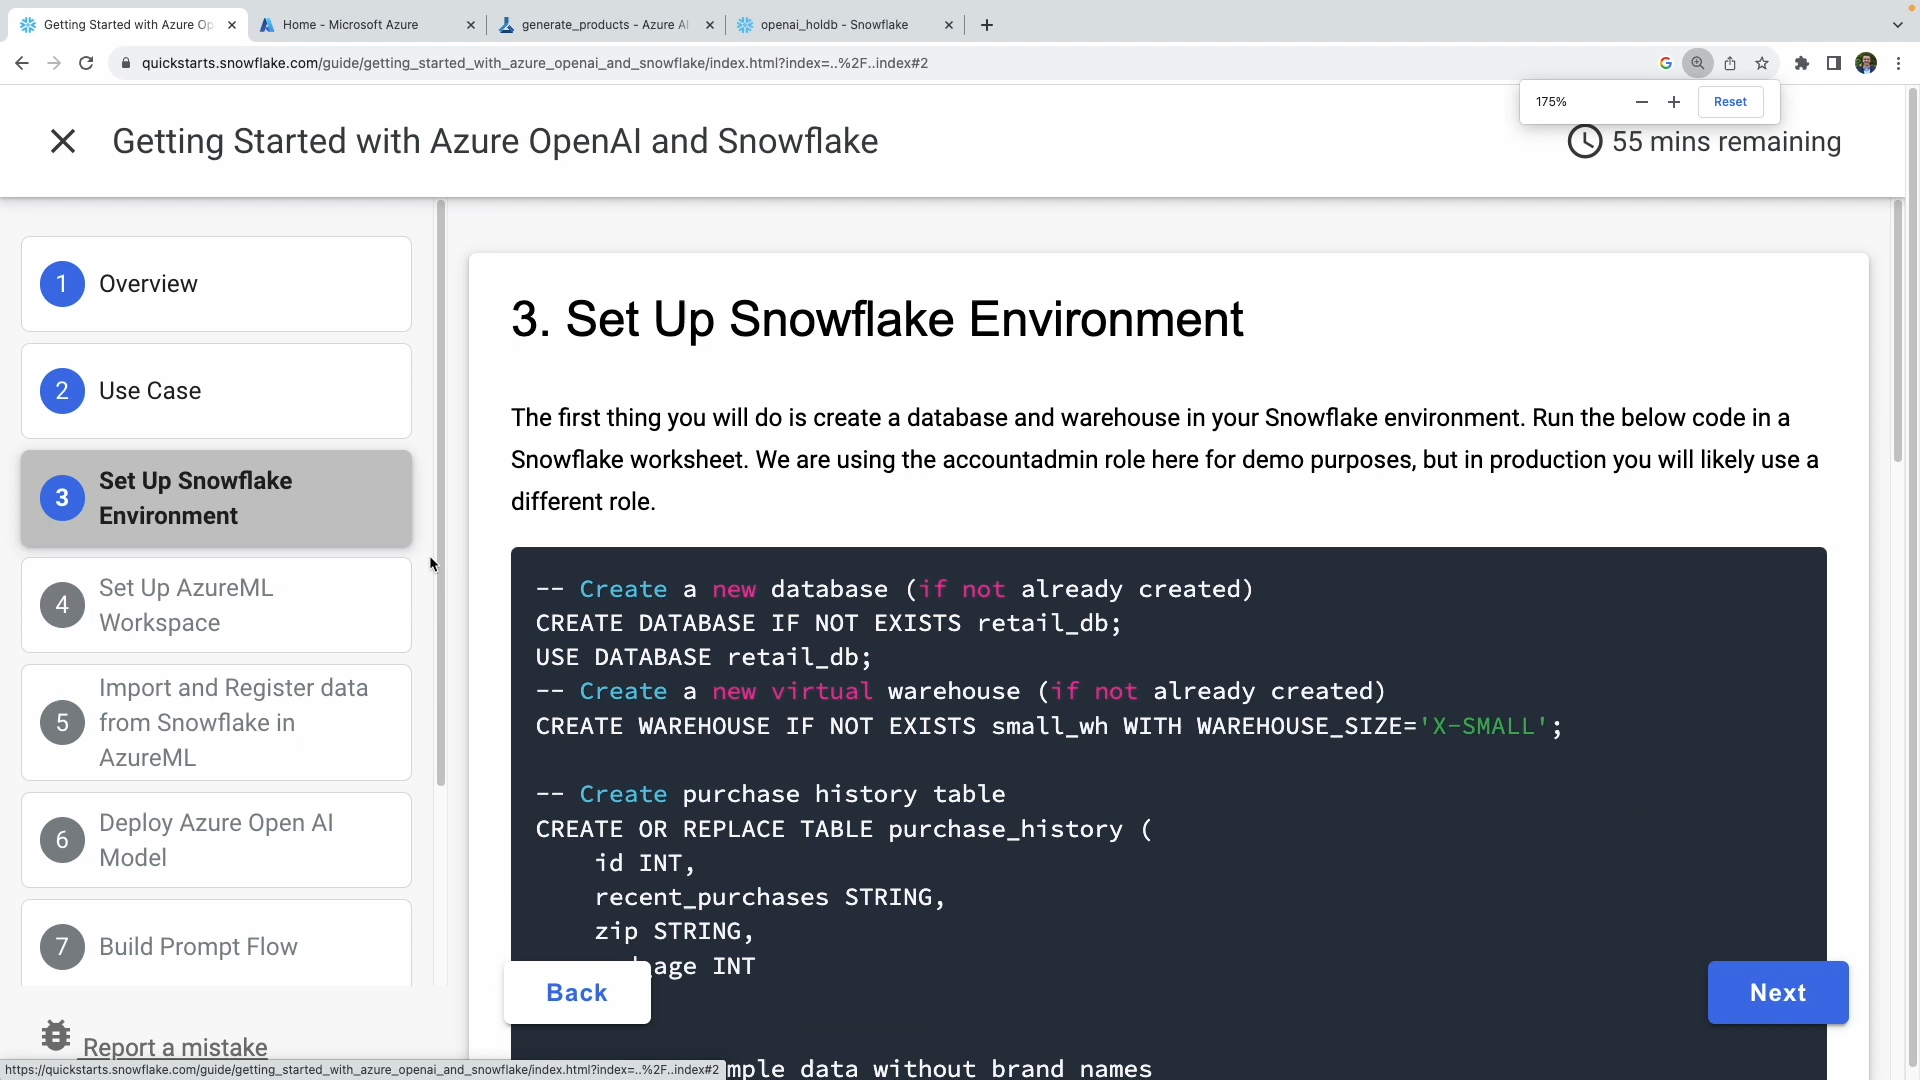 Getting Started with Azure Op
Home - Microsoft Azure
generate_products - Azure AI
openai_holdb - Snowflake
quickstarts.snowflake.com/guide/getting_started_with_azure_openai_and_snowflake/index.html?index=..%2F..index#2
175%
Reset
Getting Started with Azure OpenAI and Snowflake
55 mins remaining
1 Overview
2 Use Case
3 Set Up Snowflake
Environment
4 Set Up AzureML
Workspace
5 Import and Register data
from Snowflake in
AzureML
6 Deploy Azure Open AI
Model
7 Build Prompt Flow
Report a mistake
3. Set Up Snowflake Environment
The first thing you will do is create a database and warehouse in your Snowflake environment. Run the below code in a
Snowflake worksheet. We are using the accountadmin role here for demo purposes, but in production you will likely use a
different role.
-- Create a new database (if not already created)
CREATE DATABASE IF NOT EXISTS retail_db;
USE DATABASE retail_db;
-- Create a new virtual warehouse (if not already created)
CREATE WAREHOUSE IF NOT EXISTS small_wh WITH WAREHOUSE_SIZE='X-SMALL';
-- Create purchase history table
CREATE OR REPLACE TABLE purchase_history (
id INT,
recent_purchases STRING,
zip STRING,
age INT
mple data without brand names
Back
Next
https://quickstarts.snowflake.com/guide/getting_started_with_azure_openai_and_snowflake/index.html?index=..%2F..index#2